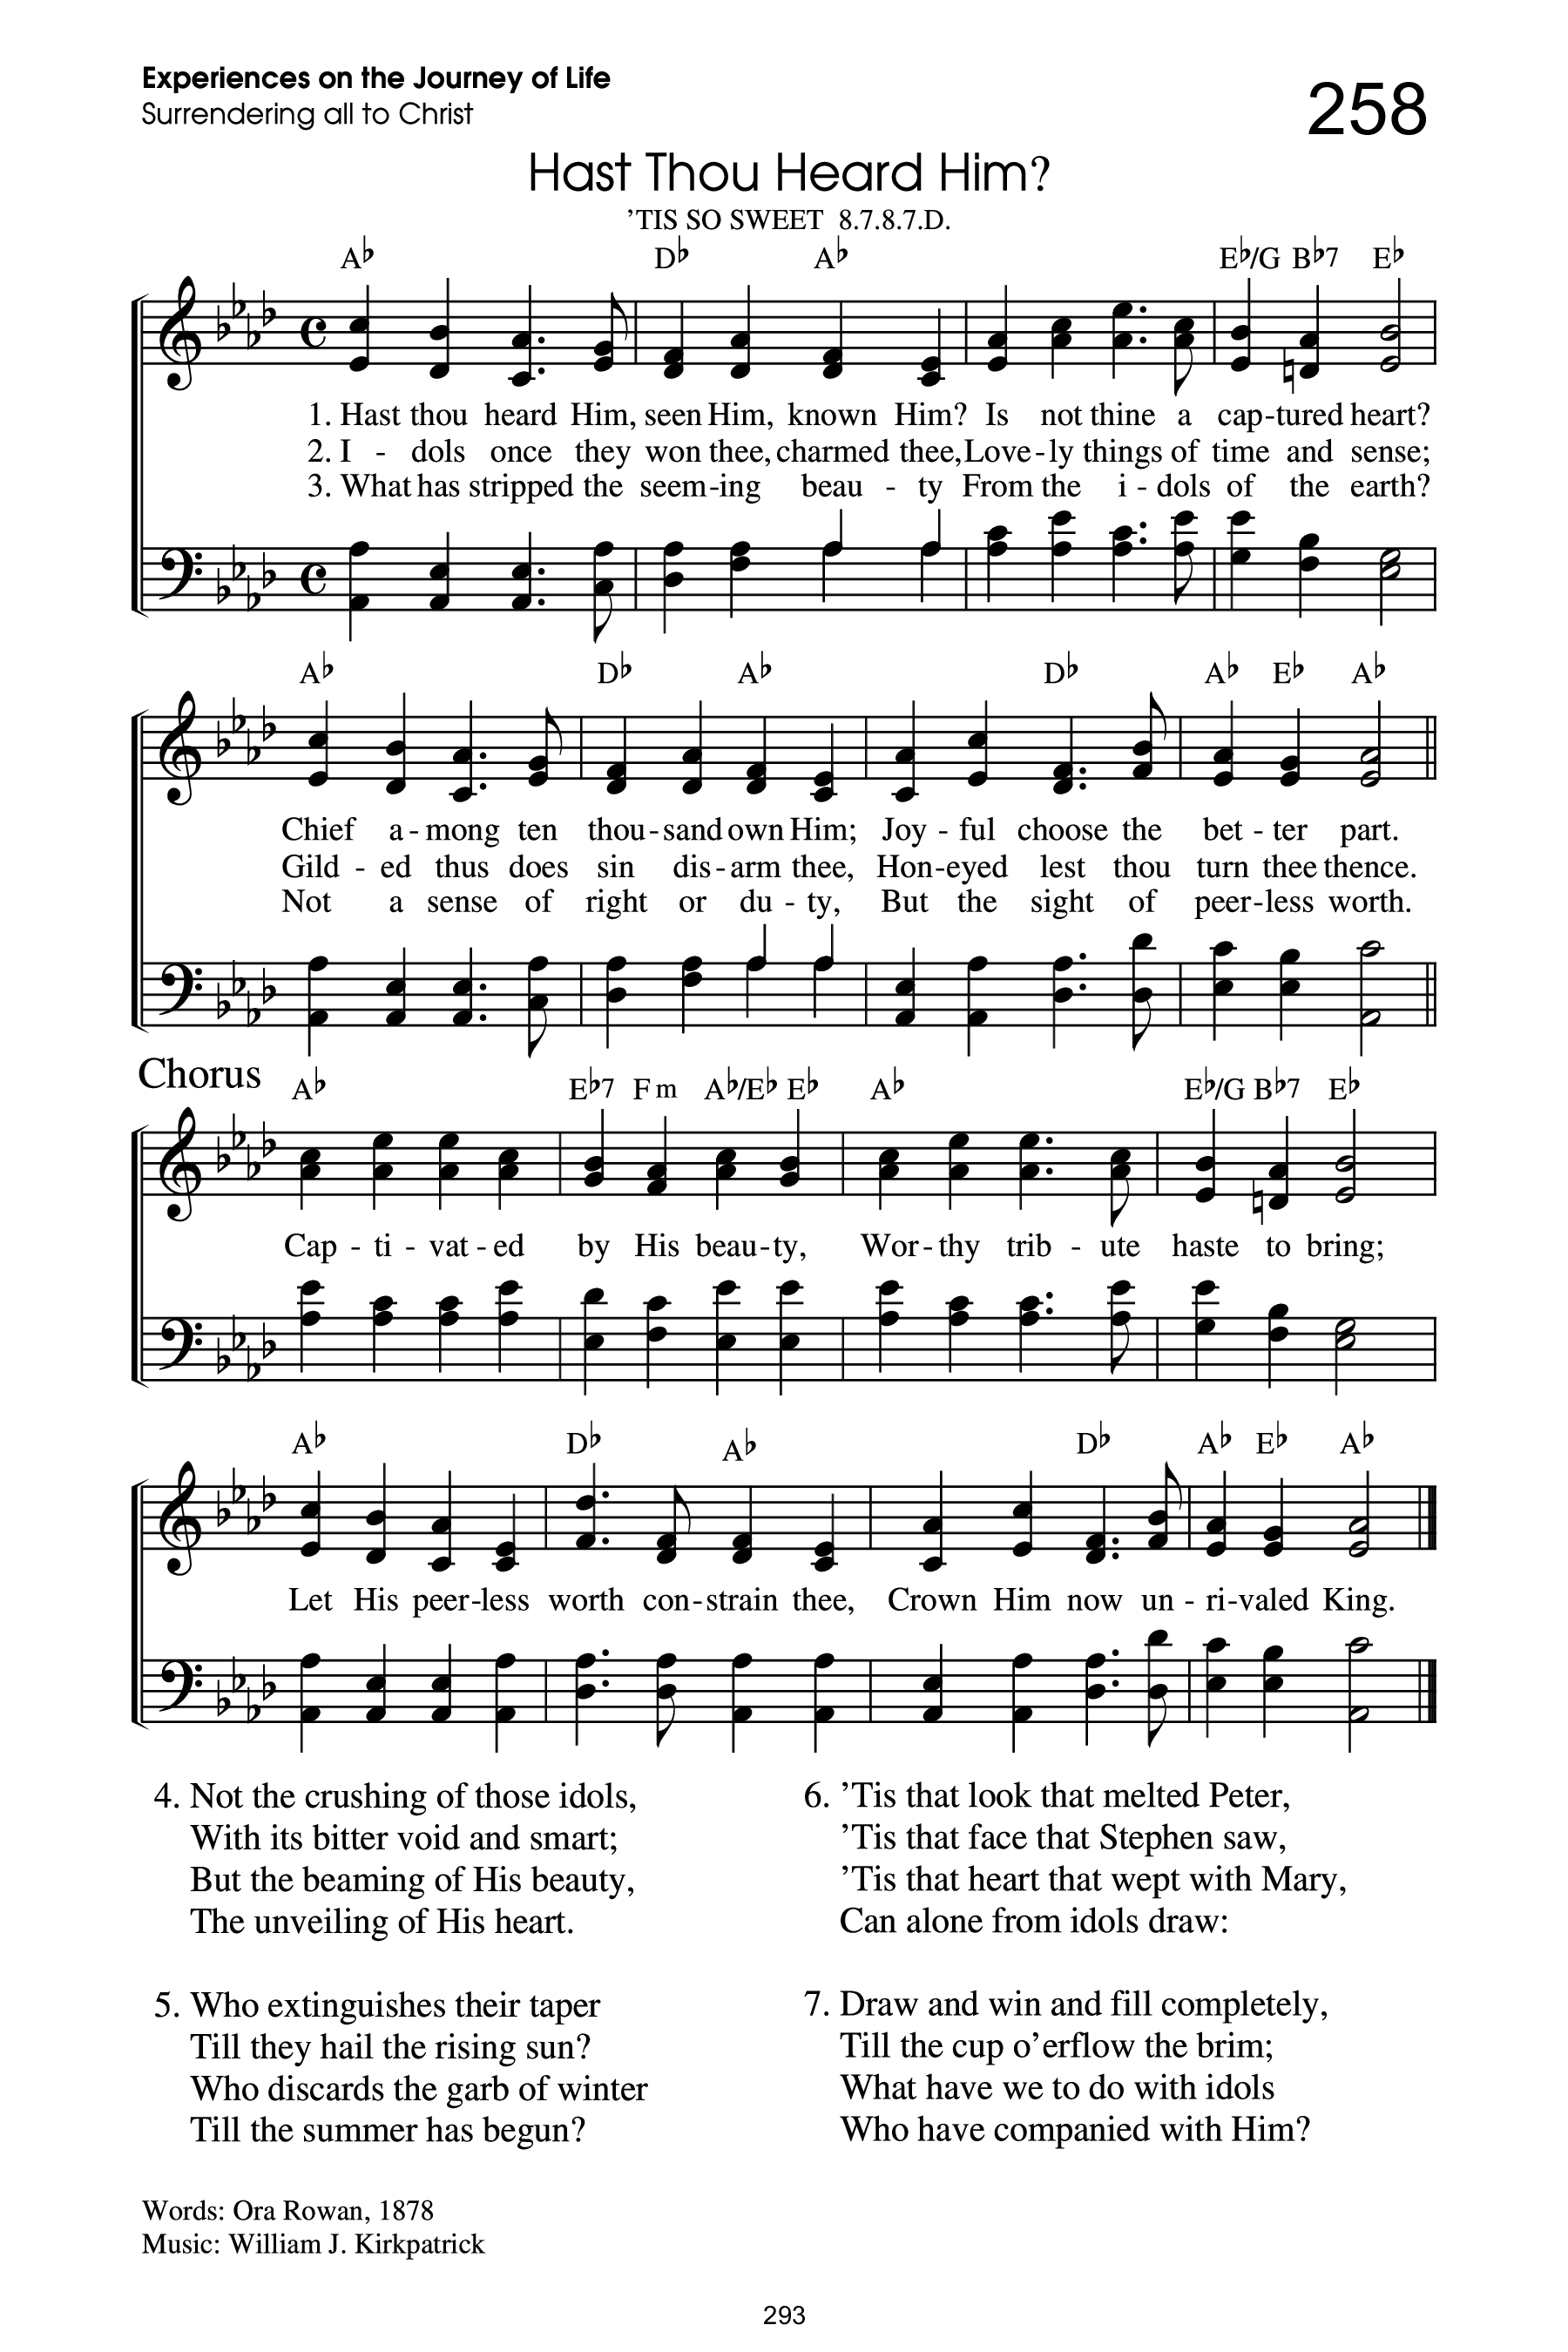 Experiences on the Journey of Life
Surrendering all to Christ
258
Hast Thou Heard Him?
’TIS SO SWEET 8.7.8.7.D.
A♭ D♭ A♭ E♭/G B♭7 E♭
1. Hast thou heard Him, seen Him, known Him? Is not thine a cap-tured heart?
2. I - dols once they won thee, charmed thee, Love-ly things of time and sense;
3. What has stripped the seem-ing beau - ty From the i - dols of the earth?
A♭ D♭ A♭ D♭ A♭ E♭ A♭
Chief a-mong ten thou-sand own Him; Joy - ful choose the bet - ter part.
Gild - ed thus does sin dis-arm thee, Hon-eyed lest thou turn thee thence.
Not a sense of right or du - ty, But the sight of peer-less worth.
Chorus
A♭ E♭7 Fm A♭/E♭ E♭ A♭ E♭/G B♭7 E♭
Cap - ti - vat - ed by His beau-ty, Wor-thy trib - ute haste to bring;
A♭ D♭ A♭ D♭ A♭ E♭ A♭
Let His peer-less worth con-strain thee, Crown Him now un - ri-valed King.
4. Not the crushing of those idols,
With its bitter void and smart;
But the beaming of His beauty,
The unveiling of His heart.
5. Who extinguishes their taper
Till they hail the rising sun?
Who discards the garb of winter
Till the summer has begun?
6. ’Tis that look that melted Peter,
’Tis that face that Stephen saw,
’Tis that heart that wept with Mary,
Can alone from idols draw:
7. Draw and win and fill completely,
Till the cup o’erflow the brim;
What have we to do with idols
Who have companied with Him?
Words: Ora Rowan, 1878
Music: William J. Kirkpatrick
293